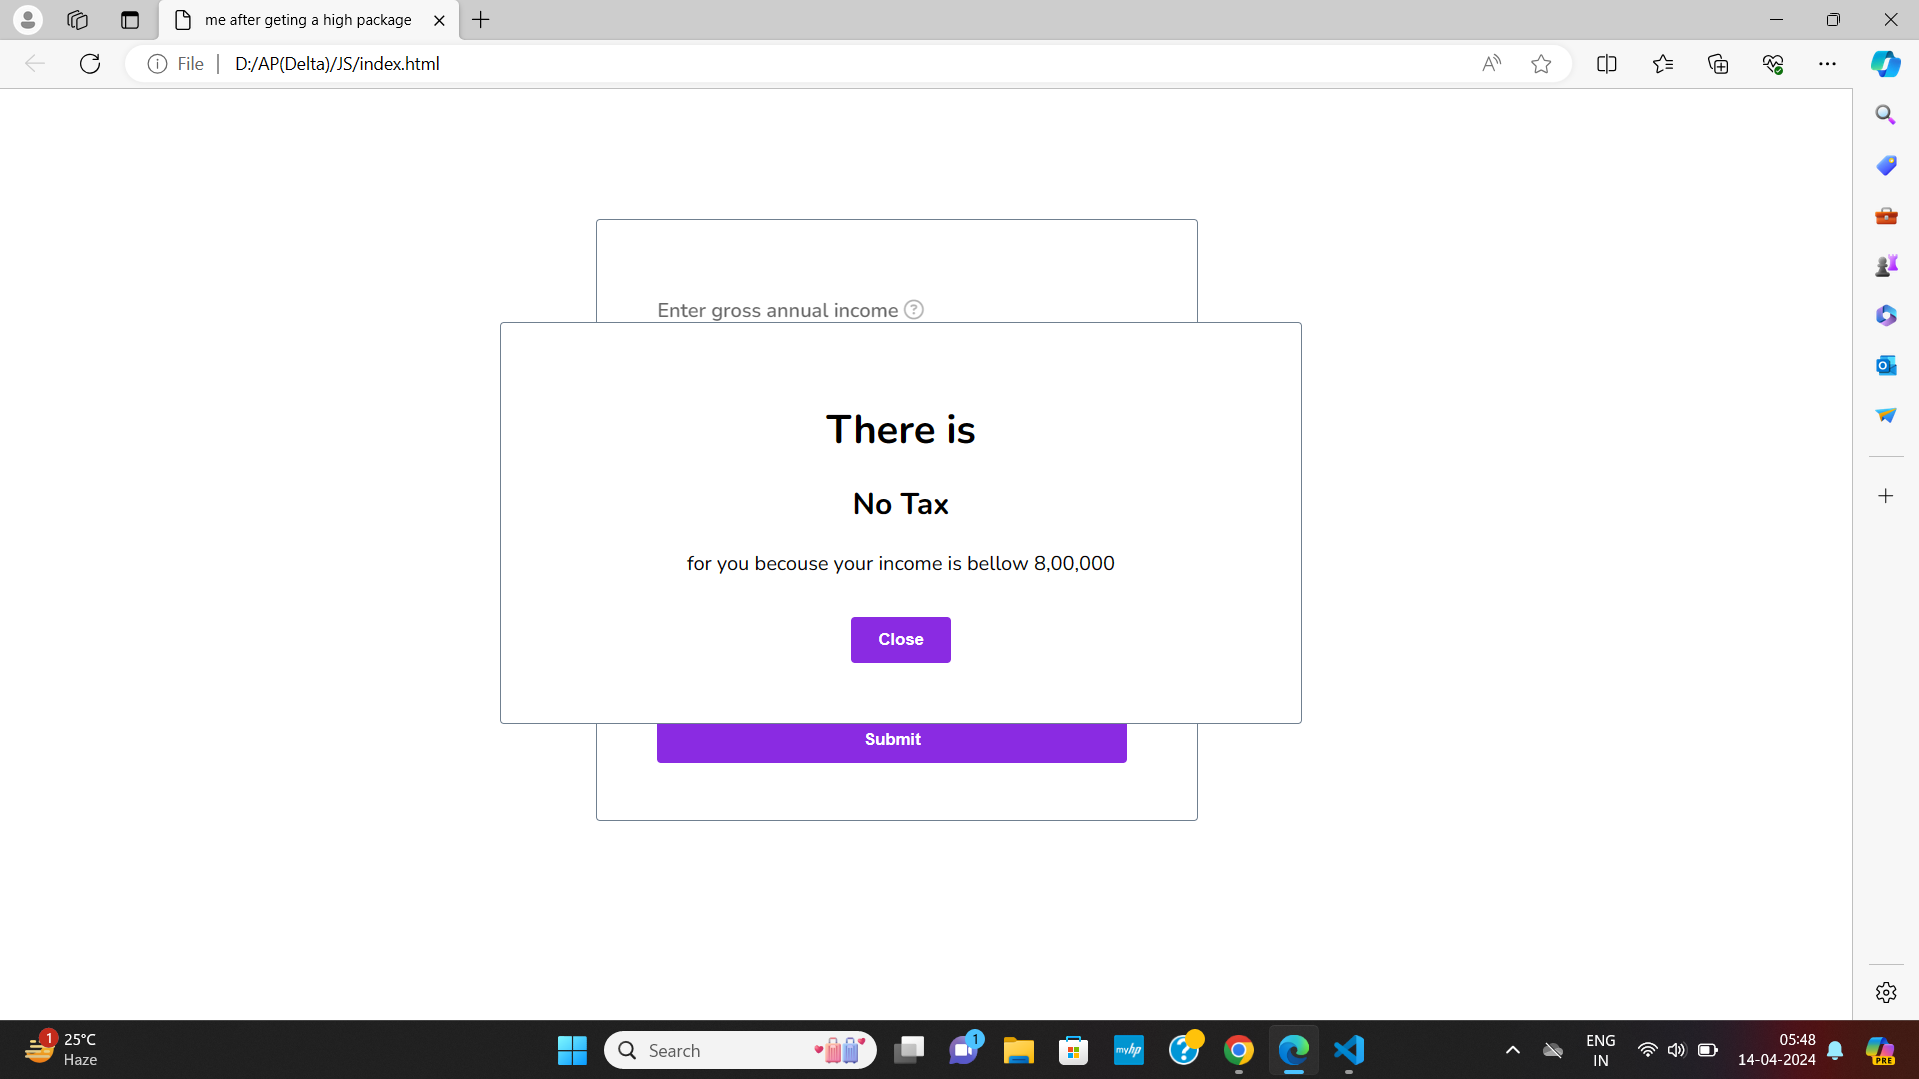 me after geting a high package
File
D:/AP(Delta)/JS/index.html
Enter gross annual income ?
There is
No Tax
for you becouse your income is bellow 8,00,000
Close
Submit
1
25°C
Haze
Search
1
myhp
ENG
IN
05:48
14-04-2024
PRE